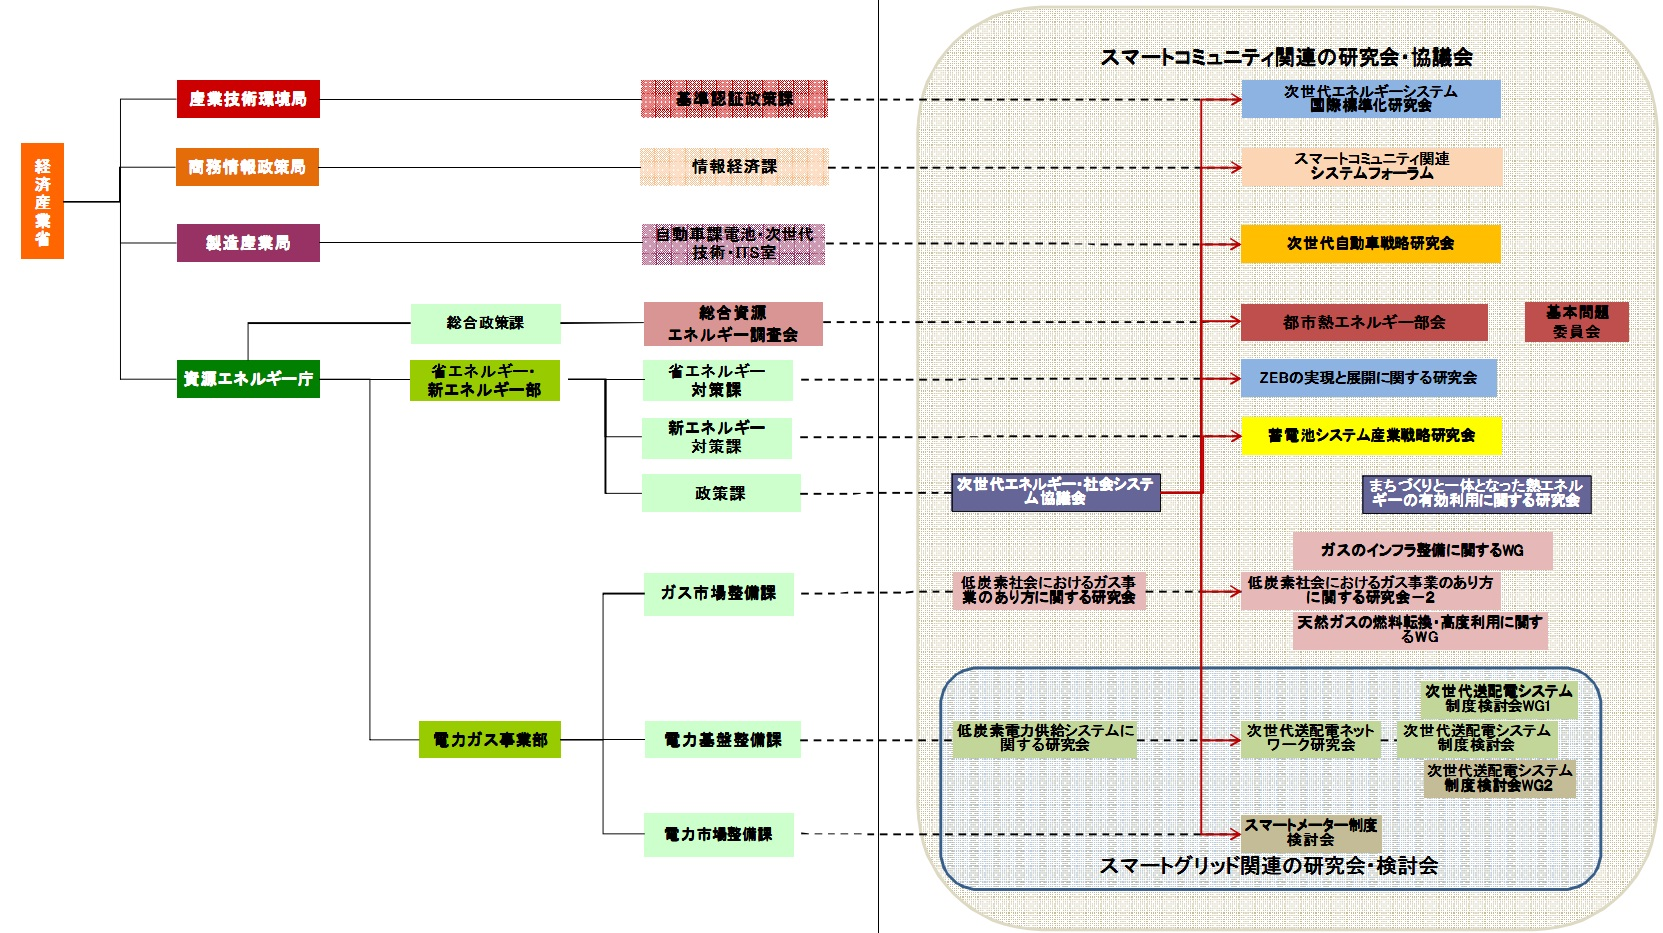 スマートコミュニティ関連の研究会・協議会
経済産業省
産業技術環境局
基準認証政策課
次世代エネルギーシステム
国際標準化研究会
商務情報政策局
情報経済課
スマートコミュニティ関連
システムフォーラム
製造産業局
自動車課電池・次世代
技術・ITS室
次世代自動車戦略研究会
総合政策課
総合資源
エネルギー調査会
都市熱エネルギー部会
基本問題
委員会
資源エネルギー庁
省エネルギー・
新エネルギー部
省エネルギー
対策課
ZEBの実現と展開に関する研究会
新エネルギー
対策課
蓄電池システム産業戦略研究会
政策課
次世代エネルギー・社会システ
ム協議会
まちづくりと一体となった熱エネル
ギーの有効利用に関する研究会
ガスのインフラ整備に関するWG
ガス市場整備課
低炭素社会におけるガス事
業のあり方に関する研究会
低炭素社会におけるガス事業のあり方
に関する研究会－2
天然ガスの燃料転換・高度利用に関す
るWG
次世代送配電システム
制度検討会WG1
電力ガス事業部
電力基盤整備課
低炭素電力供給システムに
関する研究会
次世代送配電ネット
ワーク研究会
次世代送配電システム
制度検討会
次世代送配電システム
制度検討会WG2
電力市場整備課
スマートメーター制度
検討会
スマートグリッド関連の研究会・検討会